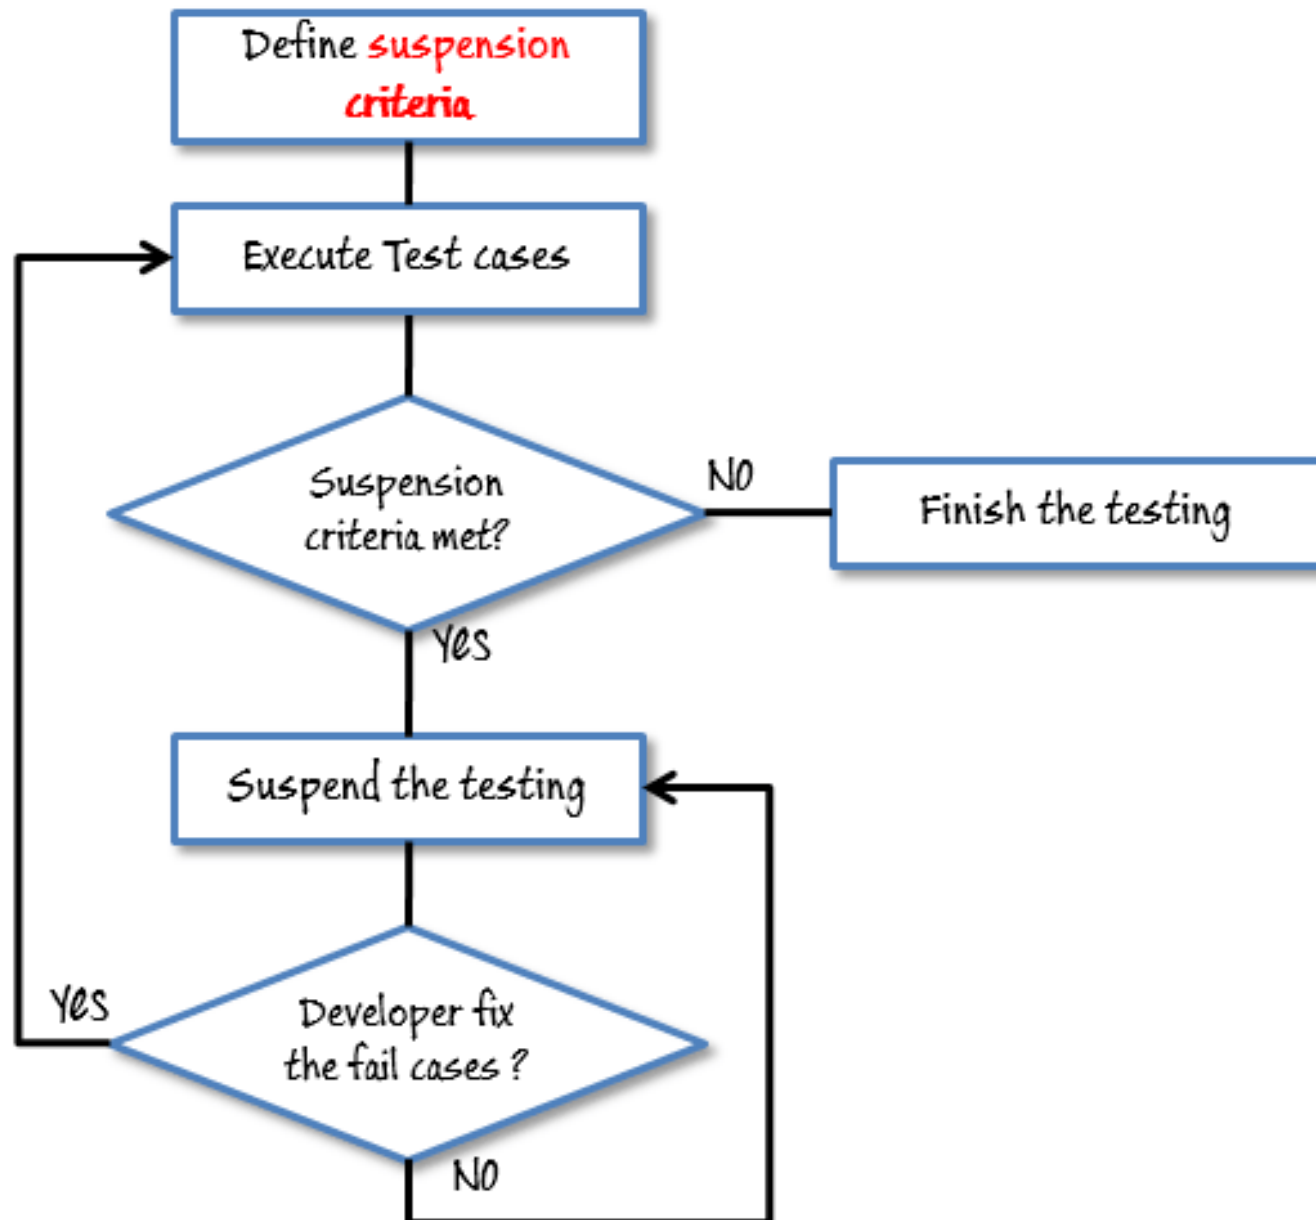 Define suspension
criteria
Execute Test cases
Suspension
criteria met?
NO
Finish the testing
Yes
Suspend the testing
Yes
Developer fix
the fail cases ?
NO